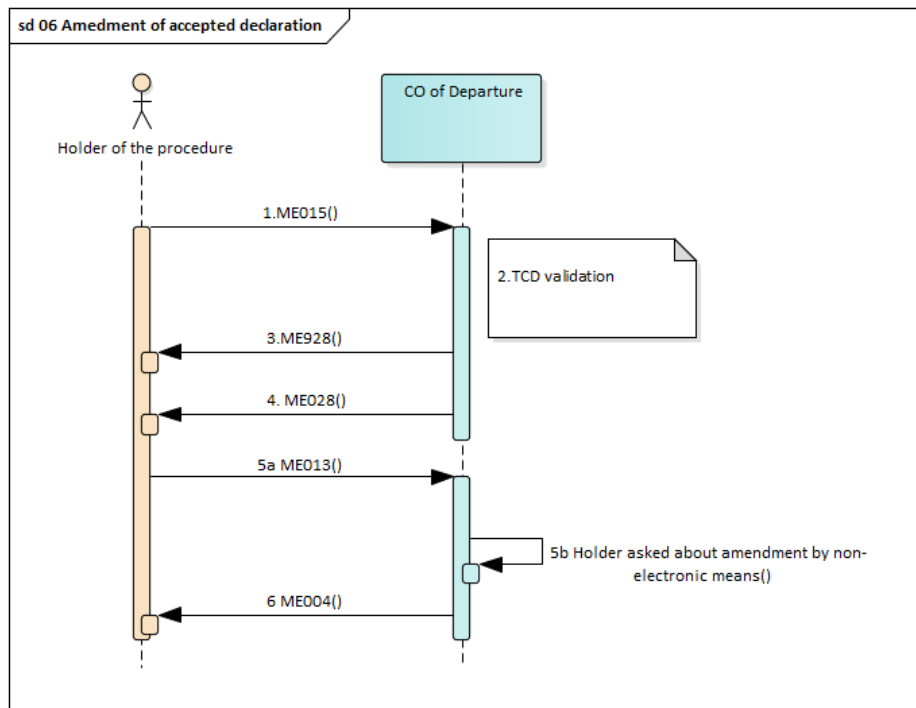 sd 06 Amedment of accepted declaration
CO of Departure
Holder of the procedure
1.ME015()
2.TCD validation
3.ME928()
4. ME028()
5a ME013()
5b Holder asked about amendment by non-
electronic means()
6 ME004()